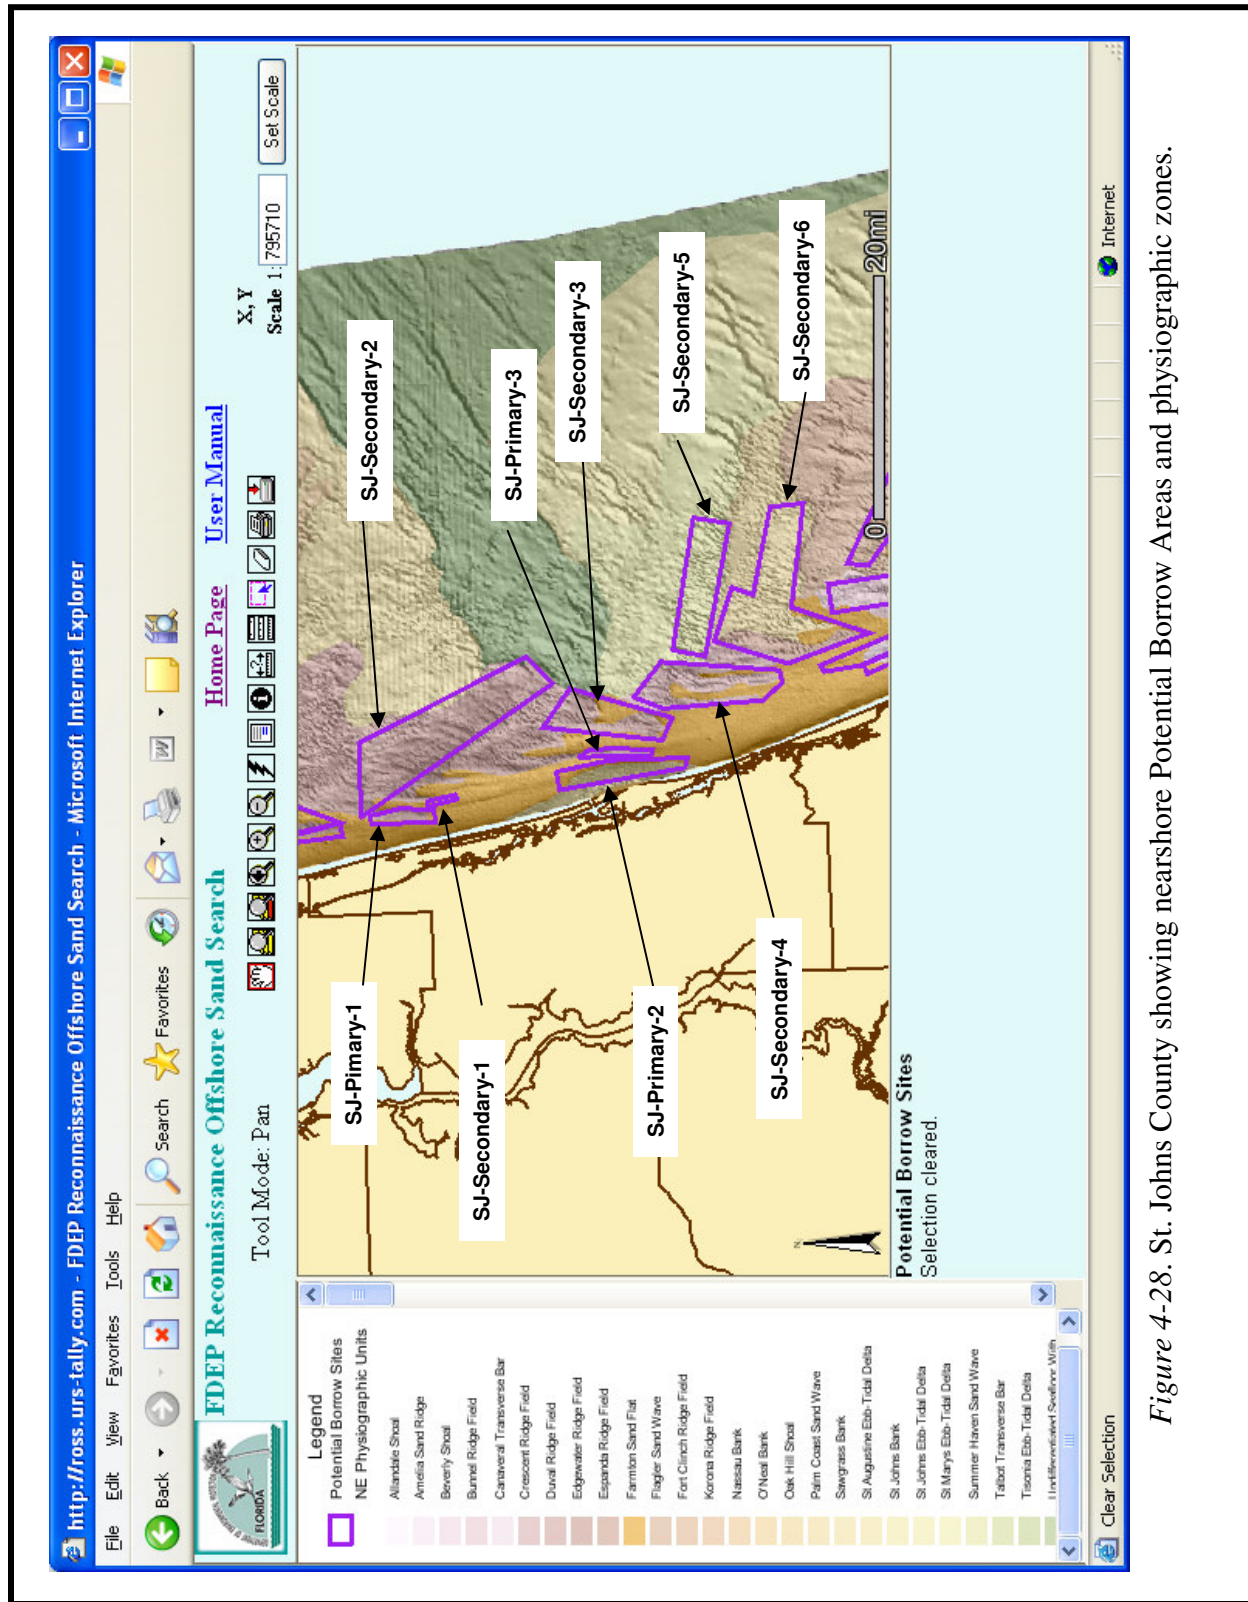 http://ross.urs-tally.com - FDEP Reconnaissance Offshore Sand Search - Microsoft Internet Explorer
File Edit View Favorites Tools Help
Back Search Favorites
FLORIDA
FDEP Reconnaissance Offshore Sand Search
Home Page User Manual
Tool Mode: Pan
X, Y
Scale 1: 795710 Set Scale
Legend
Potential Borrow Sites
NE Physiographic Units
Allandale Shoal
Amelia Sand Ridge
Beverly Shoal
Bunnel Ridge Field
Canaveral Transverse Bar
Crescent Ridge Field
Duval Ridge Field
Edgewater Ridge Field
Espanda Ridge Field
Farmton Sand Flat
Flagler Sand Wave
Fort Clinch Ridge Field
Korona Ridge Field
Nassau Bank
O'Neal Bank
Oak Hill Shoal
Palm Coast Sand Wave
Sawgrass Bank
St Augustine Ebb-Tidal Delta
St Johns Bank
St Johns Ebb-Tidal Delta
St Marys Ebb-Tidal Delta
Summer Haven Sand Wave
Talbot Transverse Bar
Tisonia Ebb-Tidal Delta
Undifferentiated Seafloor With
SJ-Pimary-1
SJ-Secondary-2
SJ-Secondary-1
SJ-Primary-3
SJ-Secondary-3
SJ-Primary-2
SJ-Secondary-5
SJ-Secondary-4
SJ-Secondary-6
N
0 20mi
Potential Borrow Sites
Selection cleared.
Clear Selection Internet
Figure 4-28. St. Johns County showing nearshore Potential Borrow Areas and physiographic zones.